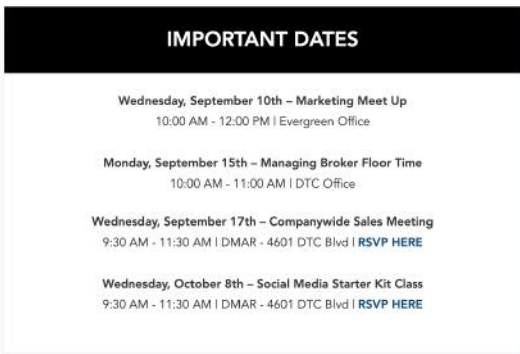 IMPORTANT DATES
Wednesday, September 10th – Marketing Meet Up
10:00 AM - 12:00 PM | Evergreen Office
Monday, September 15th – Managing Broker Floor Time
10:00 AM - 11:00 AM | DTC Office
Wednesday, September 17th – Companywide Sales Meeting
9:30 AM - 11:30 AM | DMAR - 4601 DTC Blvd | RSVP HERE
Wednesday, October 8th – Social Media Starter Kit Class
9:30 AM - 11:30 AM | DMAR - 4601 DTC Blvd | RSVP HERE